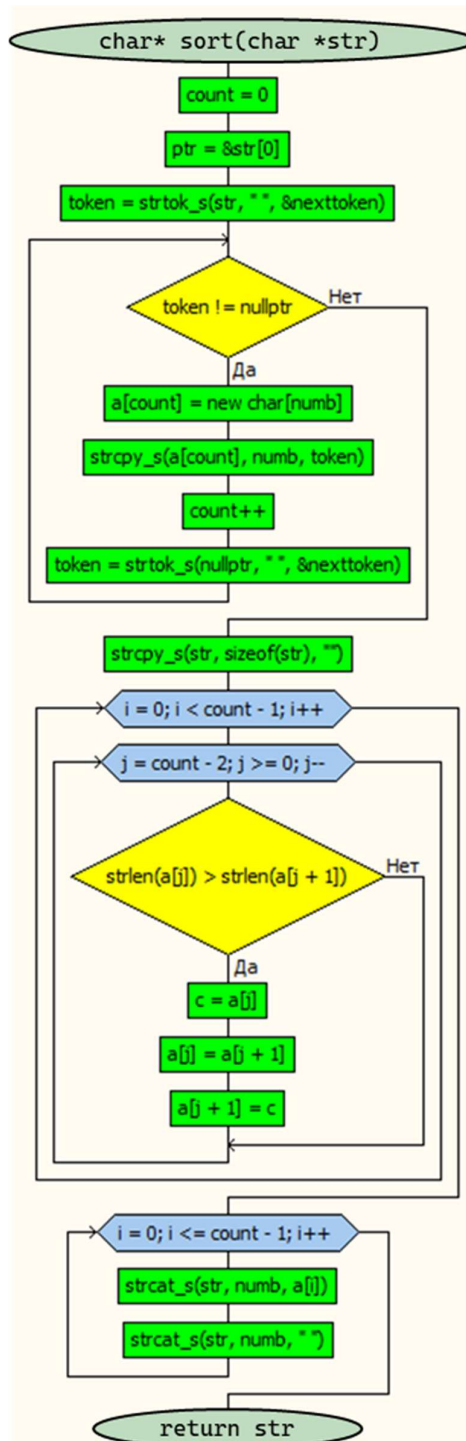 char* sort(char *str)
count = 0
ptr = &str[0]
token = strtok_s(str, " ", &nexttoken)
token != nullptr
Нет
Да
a[count] = new char[numb]
strcpy_s(a[count], numb, token)
count++
token = strtok_s(nullptr, " ", &nexttoken)
strcpy_s(str, sizeof(str), "")
i = 0; i < count - 1; i++
j = count - 2; j >= 0; j--
strlen(a[j]) > strlen(a[j + 1])
Нет
Да
c = a[j]
a[j] = a[j + 1]
a[j + 1] = c
i = 0; i <= count - 1; i++
strcat_s(str, numb, a[i])
strcat_s(str, numb, " ")
return str